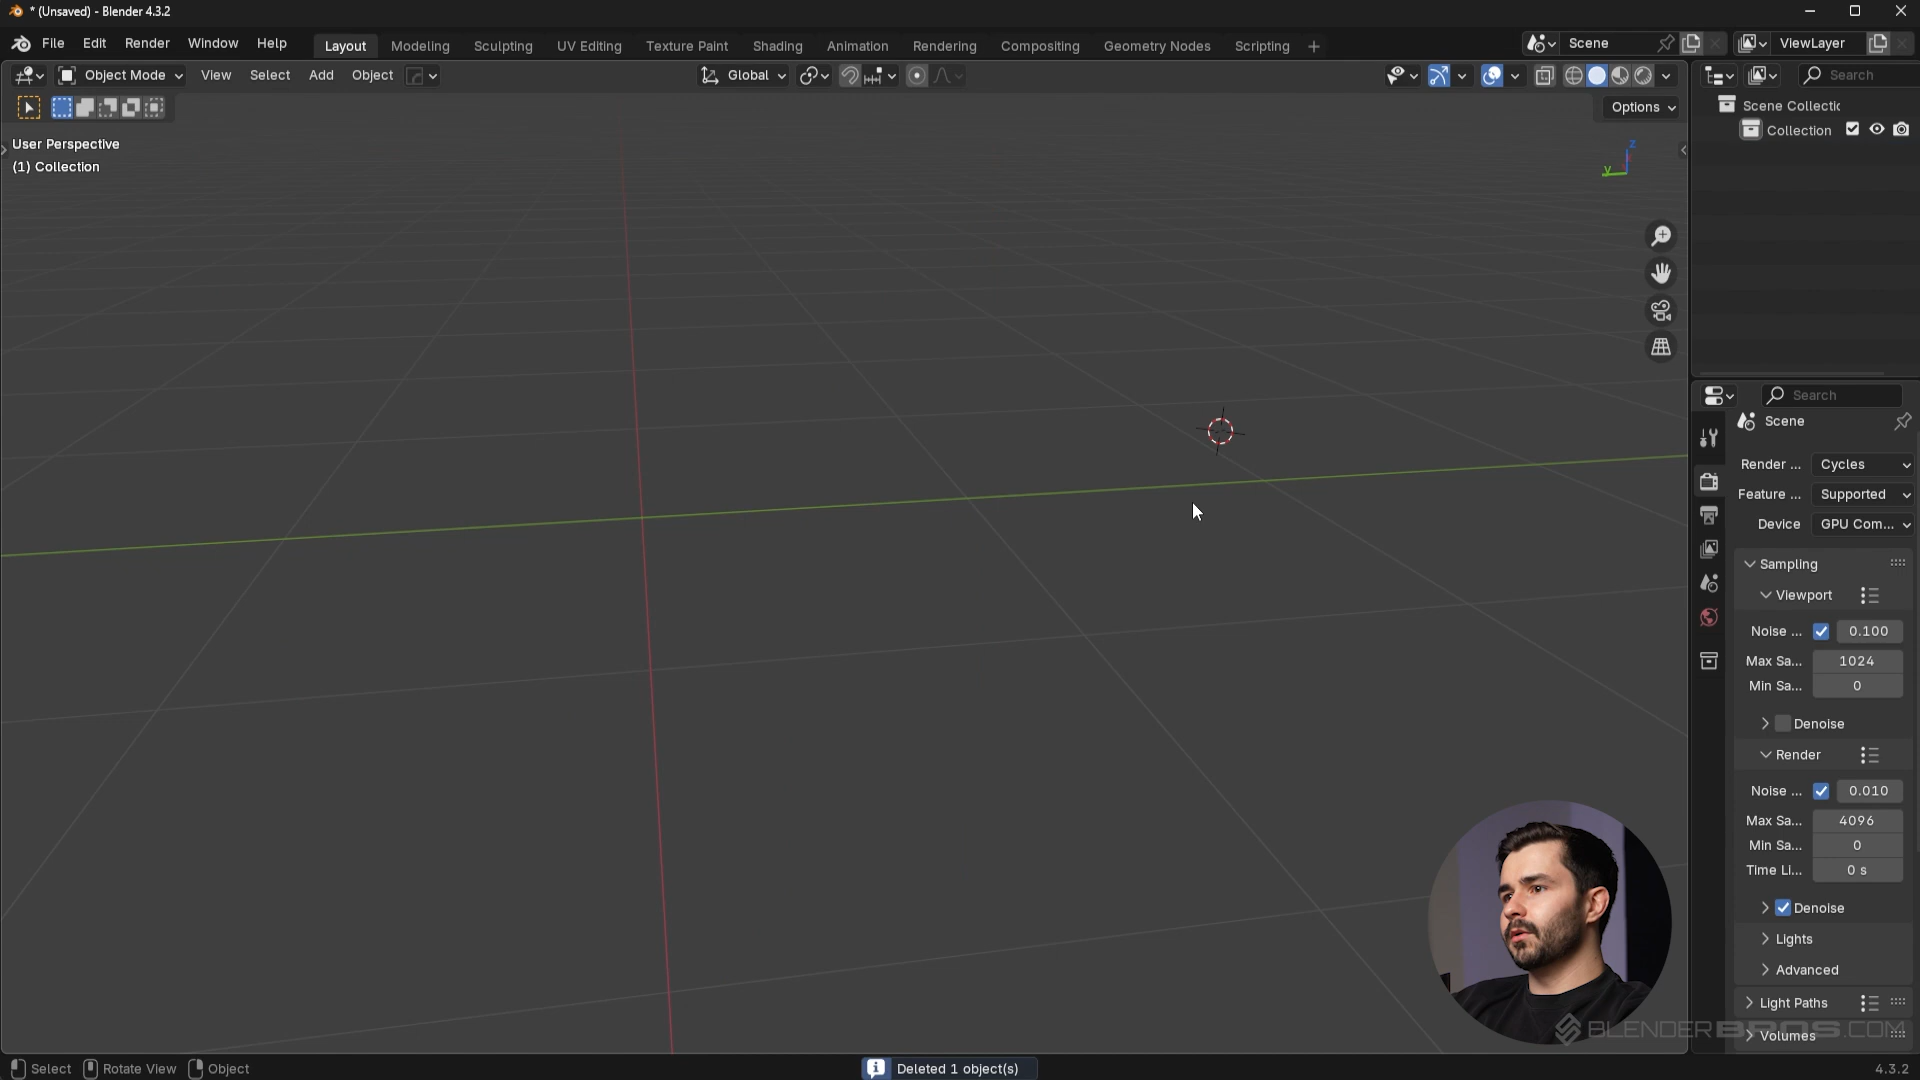 * (Unsaved) - Blender 4.3.2
File Edit Render Window Help Layout Modeling Sculpting UV Editing Texture Paint Shading Animation Rendering Compositing Geometry Nodes Scripting + Scene ViewLayer
Object Mode View Select Add Object Global Search
Options
Scene Collectic
Collection
User Perspective
(1) Collection
Z
Y
Search
Scene
Render ... Cycles
Feature ... Supported
Device GPU Com...
Sampling
Viewport
Noise ... 0.100
Max Sa... 1024
Min Sa... 0
Denoise
Render
Noise ... 0.010
Max Sa... 4096
Min Sa... 0
Time Li... 0 s
Denoise
Lights
Advanced
Light Paths
BLENDERBROS.COM
Volumes
Select Rotate View Object Deleted 1 object(s) 4.3.2